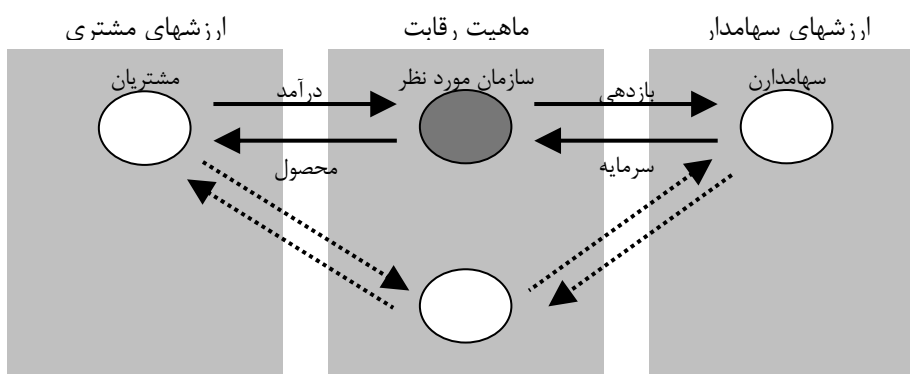 ارزشهای سهامدار
ماهیت رقابت
ارزشهای مشتری
سهامدارن
سازمان مورد نظر
مشتریان
بازدهی
درآمد
سرمایه
محصول